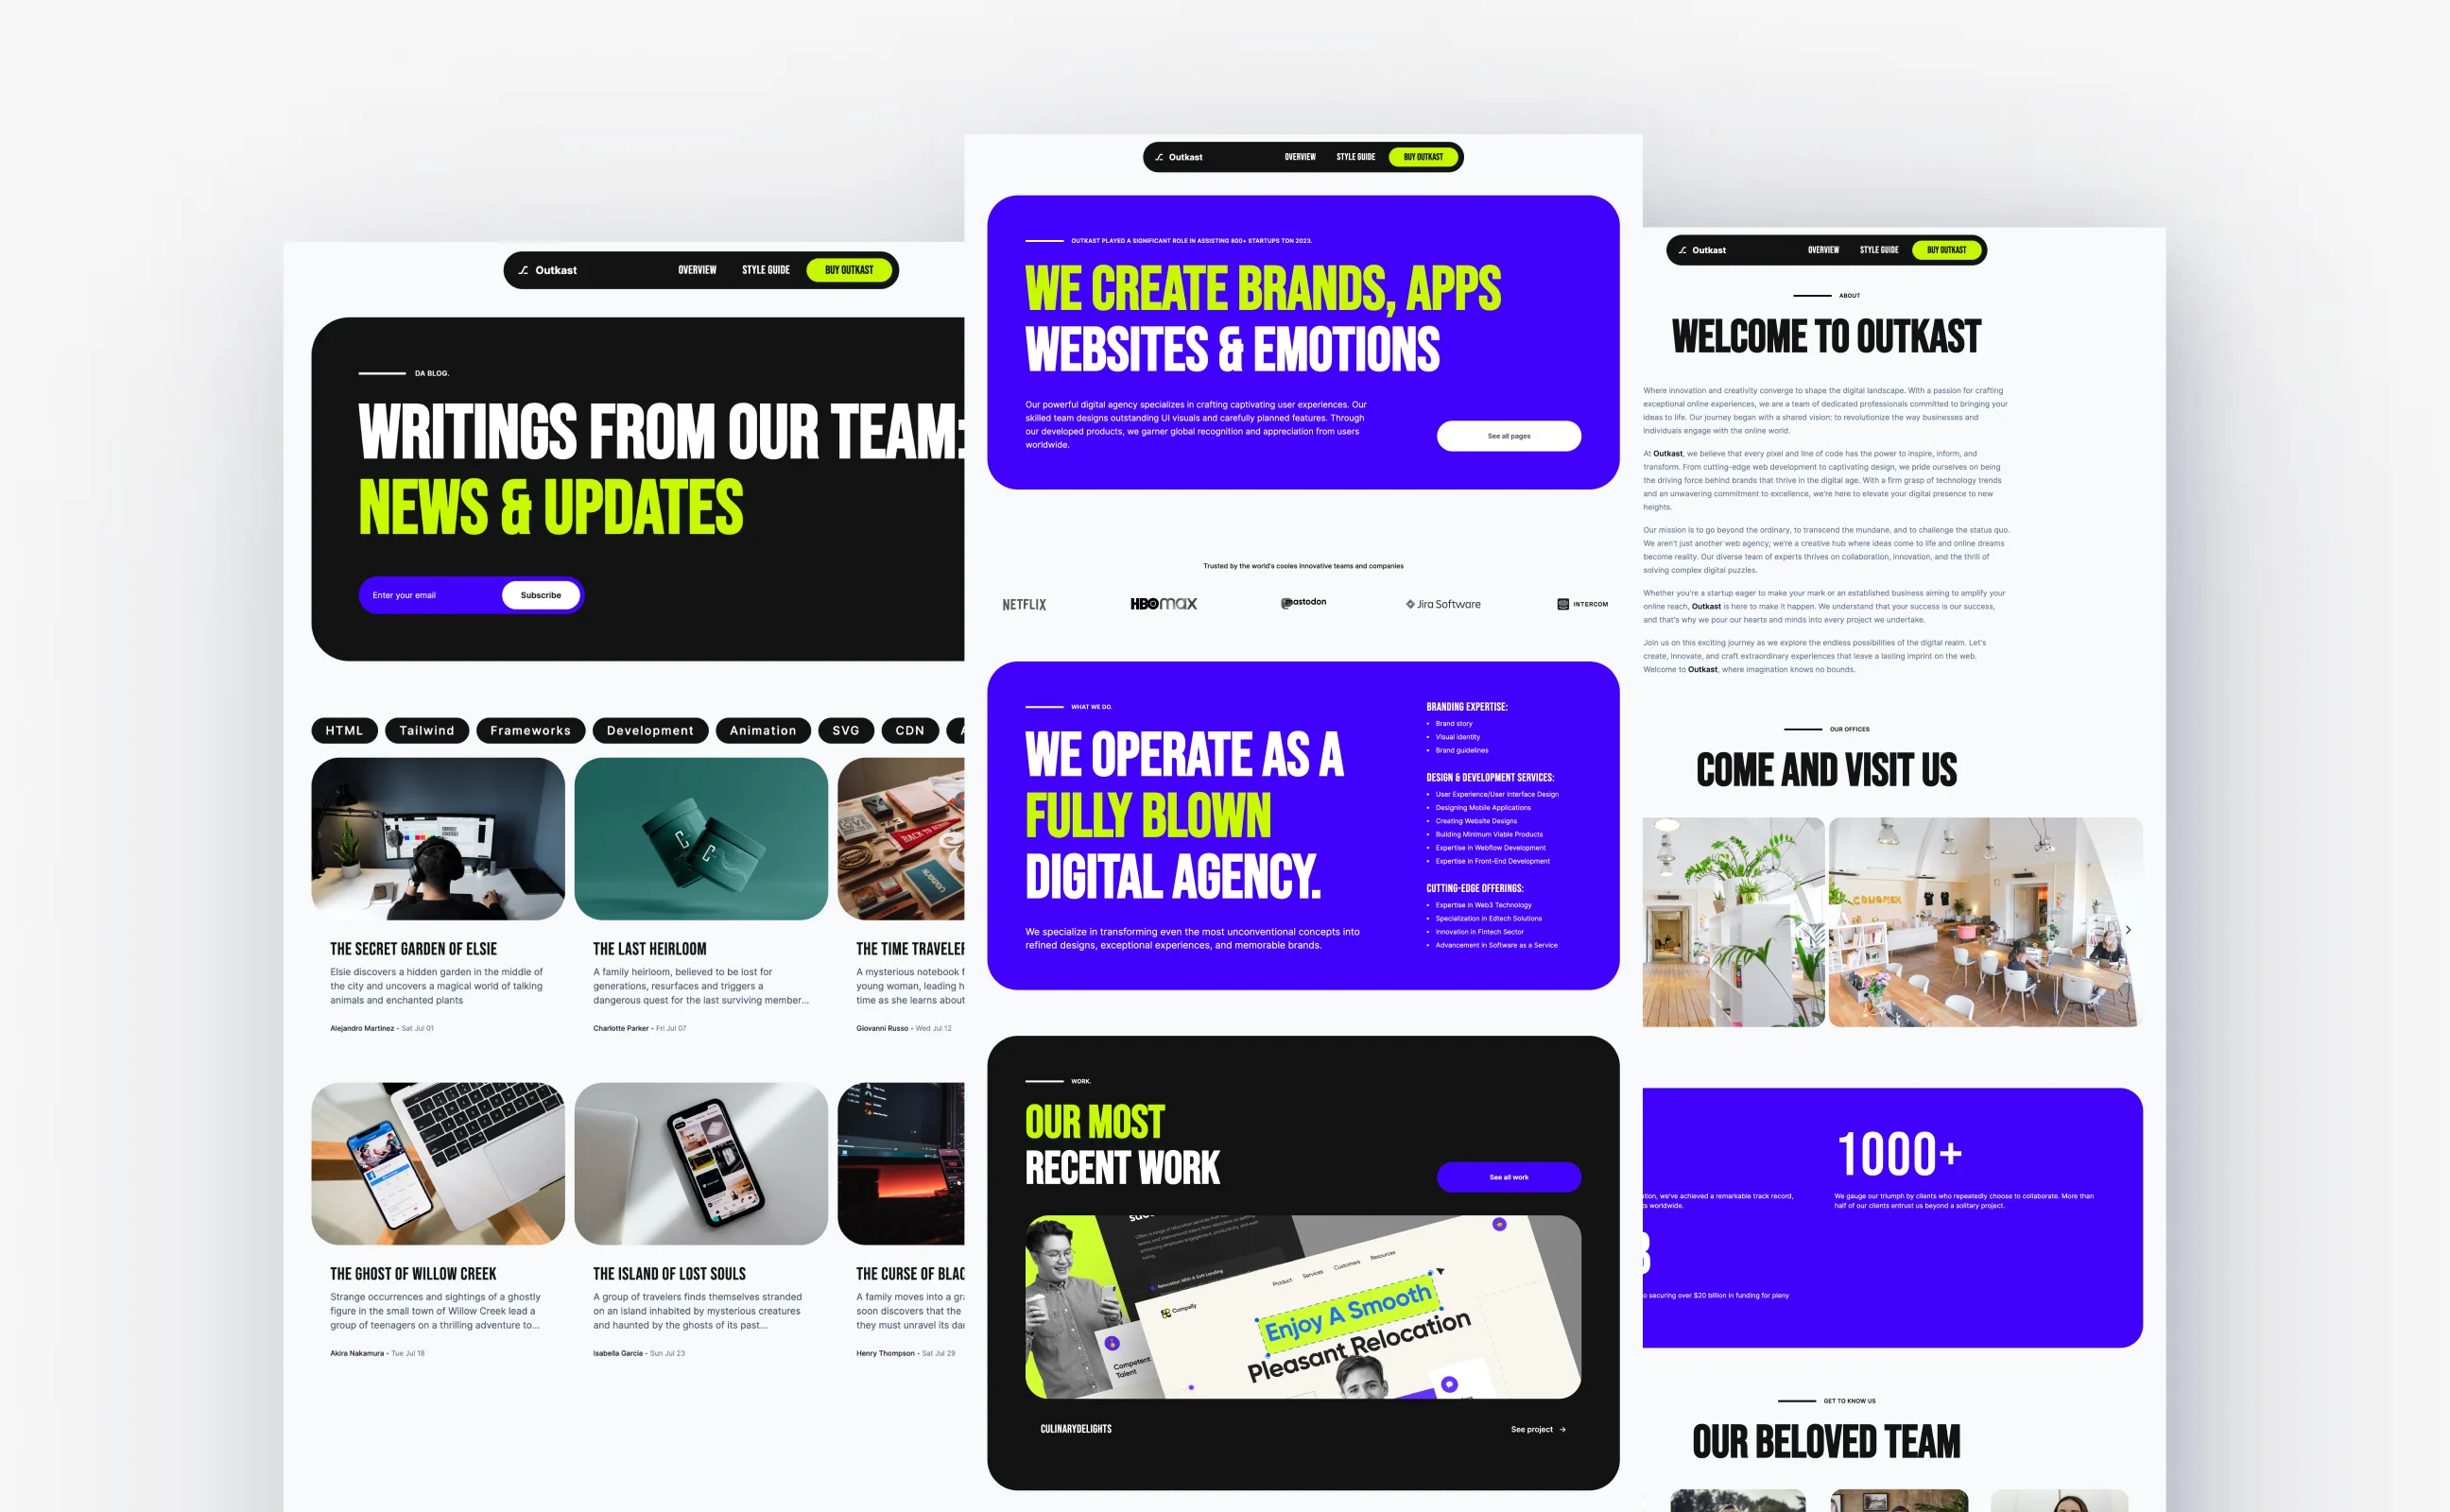 Outkast
OVERVIEW
STYLE GUIDE
BUY OUTKAST
DA BLOG.
WRITINGS FROM OUR TEAM:
NEWS & UPDATES
Enter your email
Subscribe
HTML
Tailwind
Frameworks
Development
Animation
SVG
CDN
THE SECRET GARDEN OF ELSIE
Elsie discovers a hidden garden in the middle of
the city and uncovers a magical world of talking
animals and enchanted plants
Alejandro Martinez • Sat Jul 01
THE LAST HEIRLOOM
A family heirloom, believed to be lost for
generations, resurfaces and triggers a
dangerous quest for the last surviving member...
Charlotte Parker • Fri Jul 07
THE TIME TRAVELER
A mysterious notebook
young woman, leading
time as she learns about
Giovanni Russo • Wed Jul 12
THE GHOST OF WILLOW CREEK
Strange occurrences and sightings of a ghostly
figure in the small town of Willow Creek lead a
group of teenagers on a thrilling adventure to...
Akira Nakamura • Tue Jul 18
THE ISLAND OF LOST SOULS
A group of travelers finds themselves stranded
on an island inhabited by mysterious creatures
and haunted by the ghosts of its past...
Isabella Garcia • Sun Jul 23
THE CURSE OF
A family moves into a
soon discovers that the
they must unravel its
Henry Thompson • Sat Jul 29
Outkast
OVERVIEW
STYLE GUIDE
BUY OUTKAST
OUTKAST PLAYED A SIGNIFICANT ROLE IN ASSISTING 800+ STARTUPS TON 2023.
WE CREATE BRANDS, APPS
WEBSITES & EMOTIONS
Our powerful digital agency specializes in crafting captivating user experiences. Our
skilled team designs outstanding UI visuals and carefully planned features. Through
our developed products, we garner global recognition and appreciation from users
worldwide.
See all pages
Trusted by the world's cooles innovative teams and companies
NETFLIX
HBOmax
mastodon
Jira Software
INTERCOM
WHAT WE DO.
WE OPERATE AS A
FULLY BLOWN
DIGITAL AGENCY.
We specialize in transforming even the most unconventional concepts into
refined designs, exceptional experiences, and memorable brands.
BRANDING EXPERTISE:
• Brand story
• Visual identity
• Brand guidelines
DESIGN & DEVELOPMENT SERVICES:
• User Experience/User Interface Design
• Designing Mobile Applications
• Creating Website Designs
• Building Minimum Viable Products
• Expertise in Webflow Development
• Expertise in Front-End Development
CUTTING-EDGE OFFERINGS:
• Expertise in Web3 Technology
• Specialization in Edtech Solutions
• Innovation in Fintech Sector
• Advancement in Software as a Service
WORK.
OUR MOST
RECENT WORK
See all work
Relocation With A Soft Landing
Compafy
Product
Services
Customers
Resources
Enjoy A Smooth
Pleasant Relocation
Competent
Talent
CULINARYDELIGHTS
See project →
Outkast
OVERVIEW
STYLE GUIDE
BUY OUTKAST
ABOUT
WELCOME TO OUTKAST
Where innovation and creativity converge to shape the digital landscape. With a passion for crafting
exceptional online experiences, we are a team of dedicated professionals committed to bringing your
ideas to life. Our journey began with a shared vision: to revolutionize the way businesses and
individuals engage with the online world.
At Outkast, we believe that every pixel and line of code has the power to inspire, inform, and
transform. From cutting-edge web development to captivating design, we pride ourselves on being
the driving force behind brands that thrive in the digital age. With a firm grasp of technology trends
and an unwavering commitment to excellence, we're here to elevate your digital presence to new
heights.
Our mission is to go beyond the ordinary, to transcend the mundane, and to challenge the status quo.
We aren't just another web agency; we're a creative hub where ideas come to life and online dreams
become reality. Our diverse team of experts thrives on collaboration, innovation, and the thrill of
solving complex digital puzzles.
Whether you're a startup eager to make your mark or an established business aiming to amplify your
online reach, Outkast is here to make it happen. We understand that your success is our success,
and that's why we pour our hearts and minds into every project we undertake.
Join us on this exciting journey as we explore the endless possibilities of the digital realm. Let's
create, innovate, and craft extraordinary experiences that leave a lasting imprint on the web.
Welcome to Outkast, where imagination knows no bounds.
OUR OFFICES
COME AND VISIT US
we've achieved a remarkable track record,
worldwide.
1000+
We gauge our triumph by clients who repeatedly choose to collaborate. More than
half of our clients entrust us beyond a solitary project.
securing over $20 billion in funding for pleny
GET TO KNOW US
OUR BELOVED TEAM